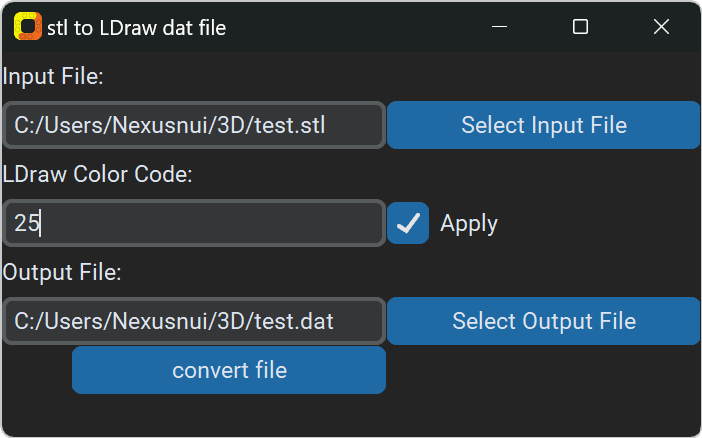 stl to LDraw dat file
Input File:
C:/Users/Nexusnui/3D/test.stl Select Input File
LDraw Color Code:
25 Apply
Output File:
C:/Users/Nexusnui/3D/test.dat Select Output File
convert file